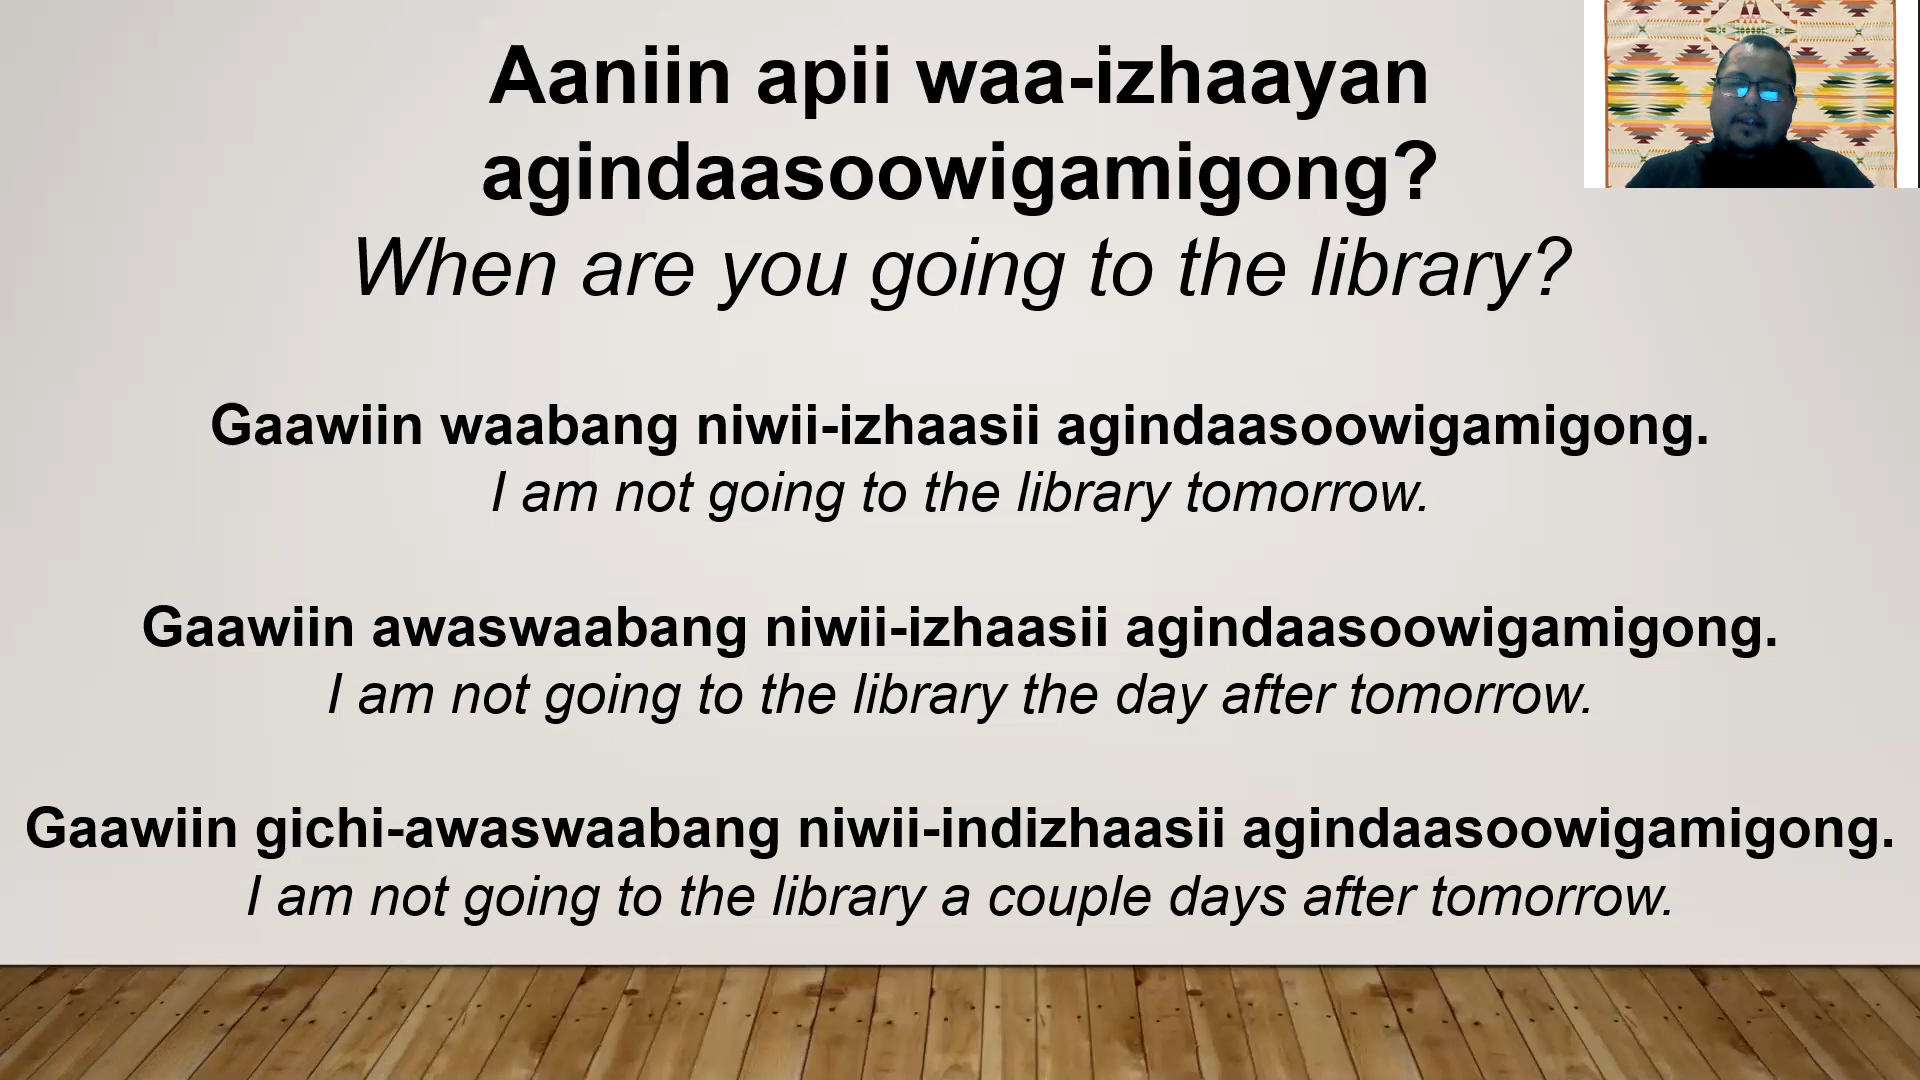 Aaniin apii waa-izhaayan
agindaasoowigamigong?
When are you going to the library?
Gaawiin waabang niwii-izhaasii agindaasoowigamigong.
I am not going to the library tomorrow.
Gaawiin awaswaabang niwii-izhaasii agindaasoowigamigong.
I am not going to the library the day after tomorrow.
Gaawiin gichi-awaswaabang niwii-indizhaasii agindaasoowigamigong.
I am not going to the library a couple days after tomorrow.